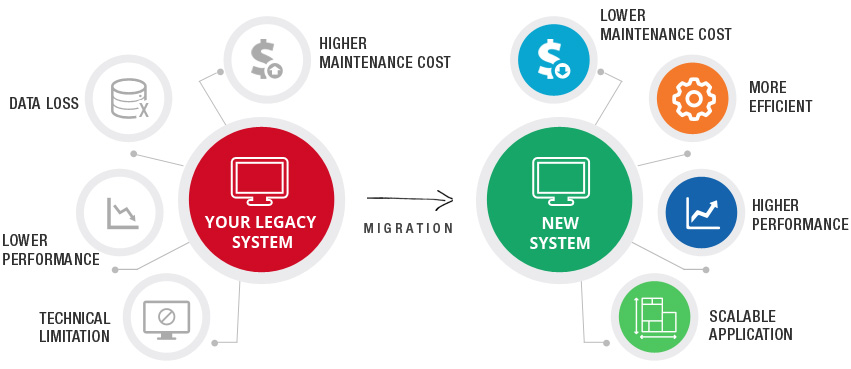 HIGHER
MAINTENANCE COST
DATA LOSS
X
YOUR LEGACY
SYSTEM
LOWER
PERFORMANCE
TECHNICAL
LIMITATION
MIGRATION
LOWER
MAINTENANCE COST
MORE
EFFICIENT
NEW
SYSTEM
HIGHER
PERFORMANCE
SCALABLE
APPLICATION